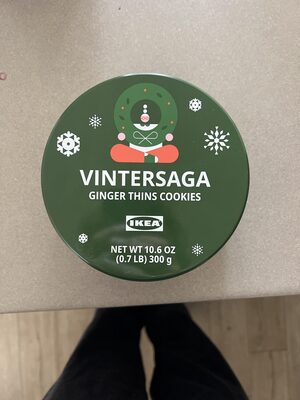 VINTERSAGA
GINGER THINS COOKIES
IKEA
NET WT 10.6 OZ
(0.7 LB) 300 g